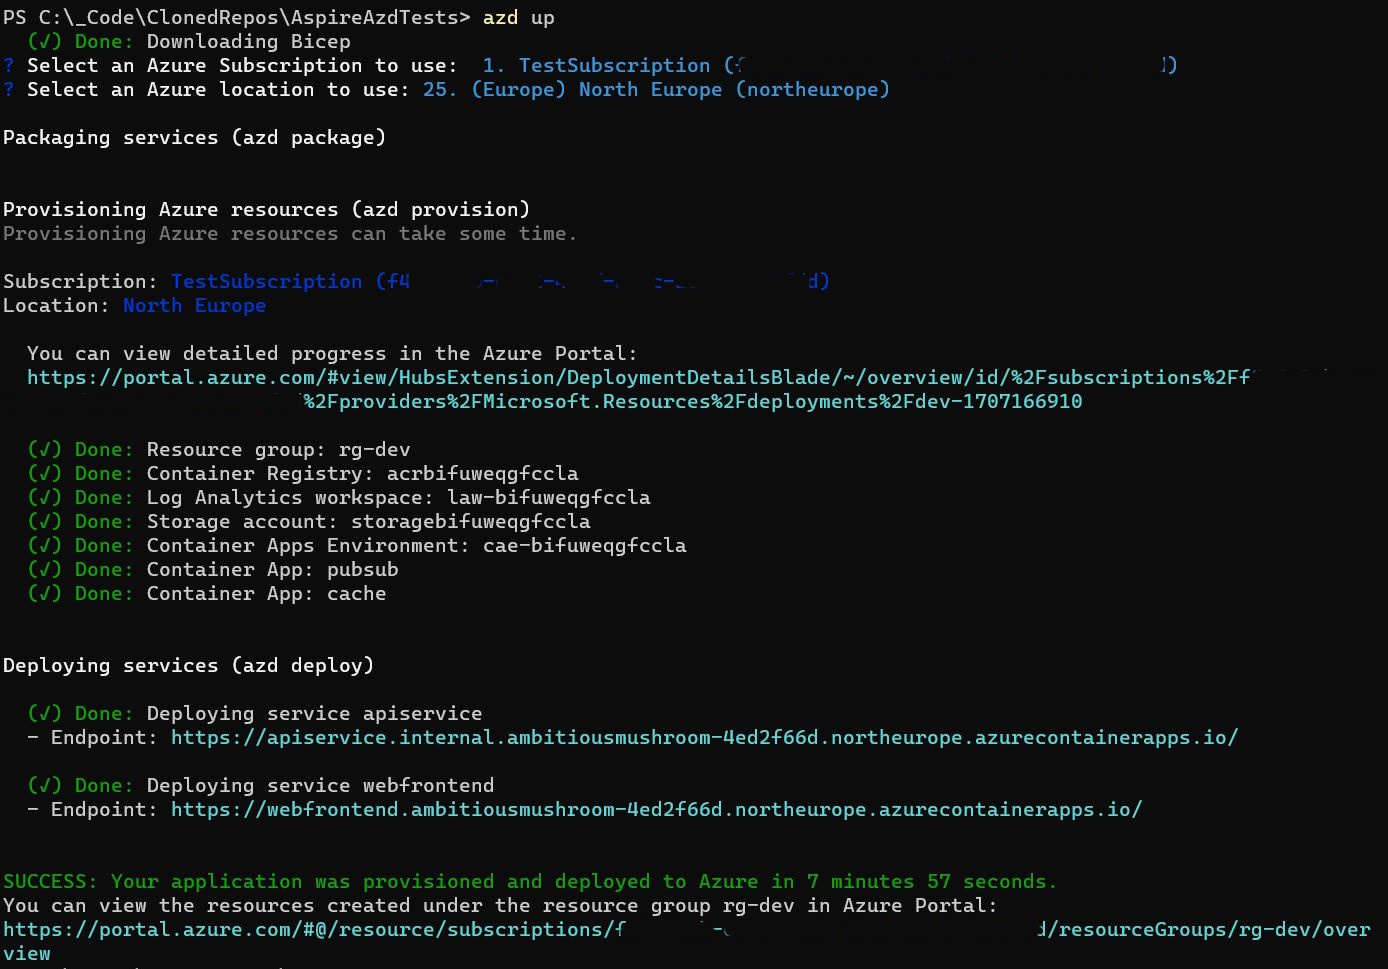 PS C:\_Code\ClonedRepos\AspireAzdTests> azd up
(√) Done: Downloading Bicep
? Select an Azure Subscription to use:  1. TestSubscription (f )
? Select an Azure location to use: 25. (Europe) North Europe (northeurope)
Packaging services (azd package)
Provisioning Azure resources (azd provision)
Provisioning Azure resources can take some time.
Subscription: TestSubscription (f4 d)
Location: North Europe
You can view detailed progress in the Azure Portal:
https://portal.azure.com/#view/HubsExtension/DeploymentDetailsBlade/~/overview/id/%2Fsubscriptions%2Ff
%2Fproviders%2FMicrosoft.Resources%2Fdeployments%2Fdev-1707166910
(√) Done: Resource group: rg-dev
(√) Done: Container Registry: acrbifuweqgfccla
(√) Done: Log Analytics workspace: law-bifuweqgfccla
(√) Done: Storage account: storagebifuweqgfccla
(√) Done: Container Apps Environment: cae-bifuweqgfccla
(√) Done: Container App: pubsub
(√) Done: Container App: cache
Deploying services (azd deploy)
(√) Done: Deploying service apiservice
- Endpoint: https://apiservice.internal.ambitiousmushroom-4ed2f66d.northeurope.azurecontainerapps.io/
(√) Done: Deploying service webfrontend
- Endpoint: https://webfrontend.ambitiousmushroom-4ed2f66d.northeurope.azurecontainerapps.io/
SUCCESS: Your application was provisioned and deployed to Azure in 7 minutes 57 seconds.
You can view the resources created under the resource group rg-dev in Azure Portal:
https://portal.azure.com/#@/resource/subscriptions/f d/resourceGroups/rg-dev/over
view